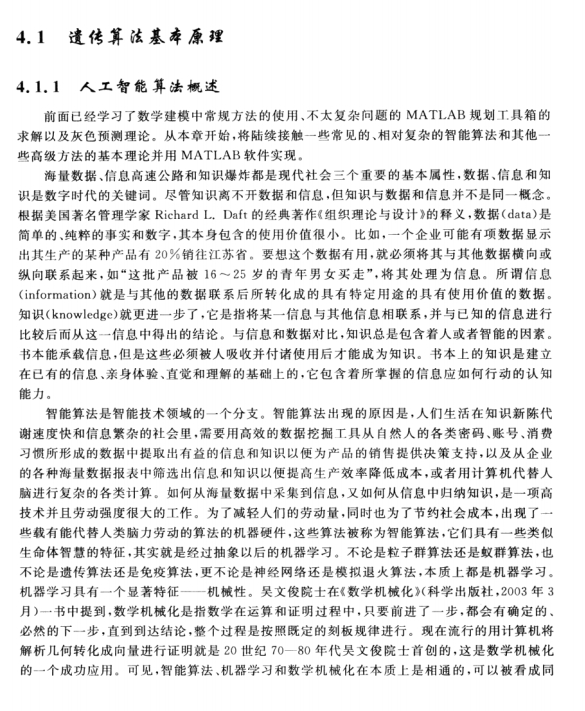 4.1 遗传算法基本原理
4.1.1 人工智能算法概述
前面已经学习了数学建模中常规方法的使用、不太复杂问题的 MATLAB 规划工具箱的
求解以及灰色预测理论。从本章开始,将陆续接触一些常见的、相对复杂的智能算法和其他一
些高级方法的基本理论并用 MATLAB 软件实现。
海量数据、信息高速公路和知识爆炸都是现代社会三个重要的基本属性,数据、信息和知
识是数字时代的关键词。尽管知识离不开数据和信息,但知识与数据和信息并不是同一概念。
根据美国著名管理学家 Richard L. Daft 的经典著作《组织理论与设计》的释义,数据(data)是
简单的、纯粹的事实和数字,其本身包含的使用价值很小。比如,一个企业可能有项数据显示
出其生产的某种产品有 20%销往江苏省。要想这个数据有用,就必须将其与其他数据横向或
纵向联系起来,如“这批产品被 16～25 岁的青年男女买走”,将其处理为信息。所谓信息
(information)就是与其他的数据联系后所转化成的具有特定用途的具有使用价值的数据。
知识(knowledge)就更进一步了,它是指将某一信息与其他信息相联系,并与已知的信息进行
比较后而从这一信息中得出的结论。与信息和数据对比,知识总是包含着人或者智能的因素。
书本能承载信息,但是这些必须被人吸收并付诸使用后才能成为知识。书本上的知识是建立
在已有的信息、亲身体验、直觉和理解的基础上的,它包含着所掌握的信息应如何行动的认知
能力。
智能算法是智能技术领域的一个分支。智能算法出现的原因是,人们生活在知识新陈代
谢速度快和信息繁杂的社会里,需要用高效的数据挖掘工具从自然人的各类密码、账号、消费
习惯所形成的数据中提取出有益的信息和知识以便为产品的销售提供决策支持,以及从企业
的各种海量数据报表中筛选出信息和知识以便提高生产效率降低成本,或者用计算机代替人
脑进行复杂的各类计算。如何从海量数据中采集到信息,又如何从信息中归纳知识,是一项高
技术并且劳动强度很大的工作。为了减轻人们的劳动量,同时也为了节约社会成本,出现了一
些载有能代替人类脑力劳动的算法的机器硬件,这些算法被称为智能算法,它们具有一些类似
生命体智慧的特征,其实就是经过抽象以后的机器学习。不论是粒子群算法还是蚁群算法,也
不论是遗传算法还是免疫算法,更不论是神经网络还是模拟退火算法,本质上都是机器学习。
机器学习具有一个显著特征——机械性。吴文俊院士在《数学机械化》(科学出版社,2003 年 3
月)一书中提到,数学机械化是指数学在运算和证明过程中,只要前进了一步,都会有确定的、
必然的下一步,直到到达结论,整个过程是按照既定的刻板规律进行。现在流行的用计算机将
解析几何转化成向量进行证明就是 20 世纪 70—80 年代吴文俊院士首创的,这是数学机械化
的一个成功应用。可见,智能算法、机器学习和数学机械化在本质上是相通的,可以被看成同